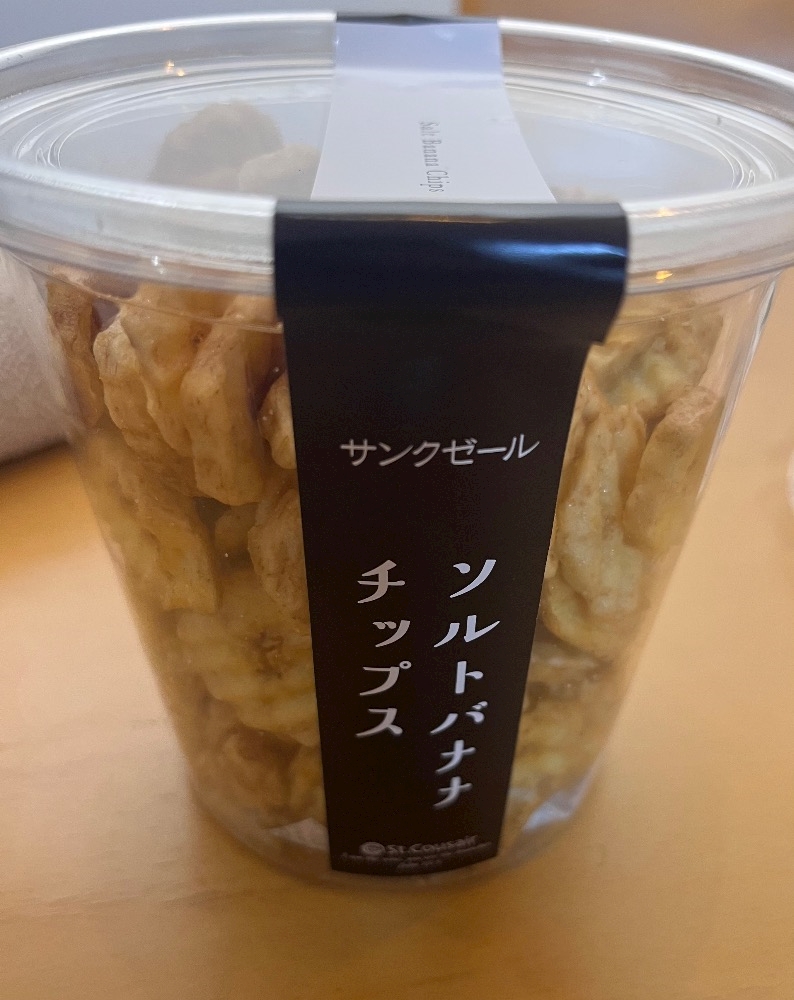 Salt Banana Chips
サンクゼール
ソルトバナナ
チップス
St.Cousair